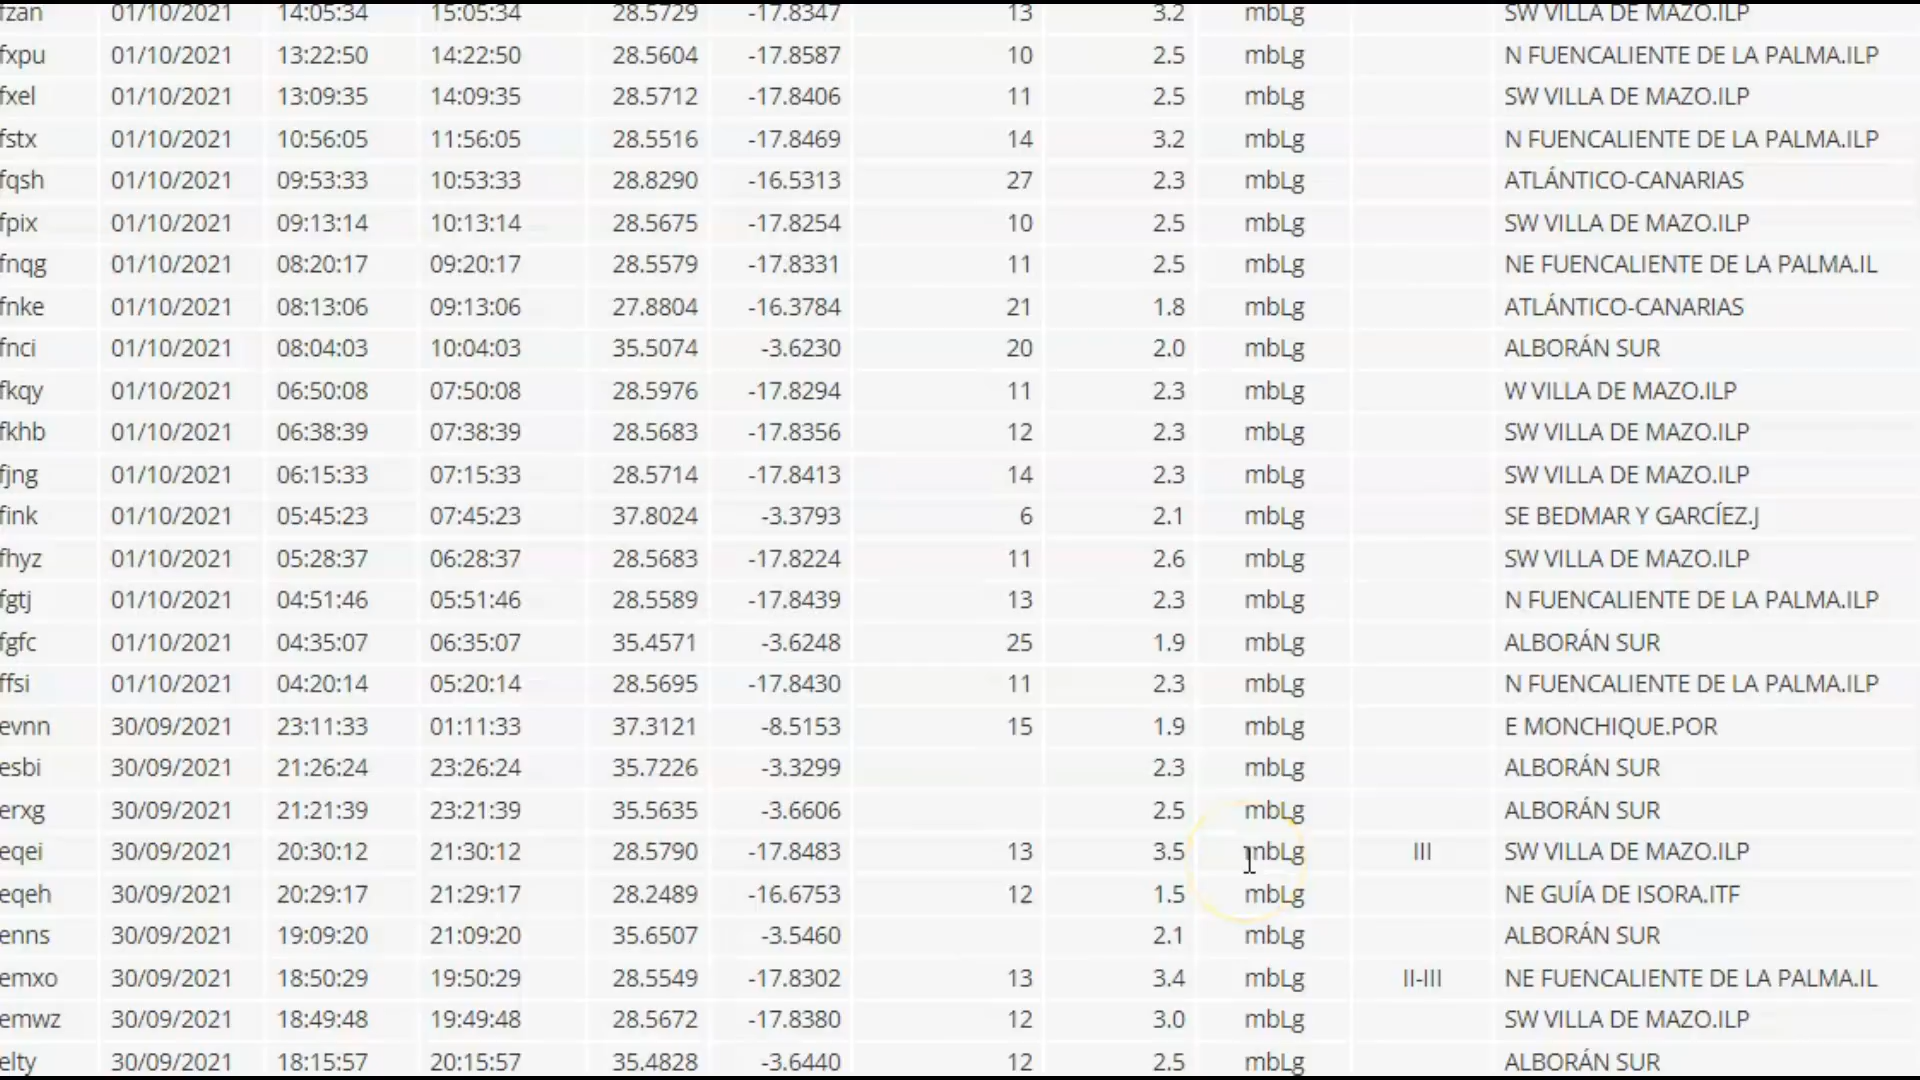 fzan 01/10/2021 14:05:34 15:05:34 28.5729 -17.8347 13 3.2 mbLg SW VILLA DE MAZO.ILP
fxpu 01/10/2021 13:22:50 14:22:50 28.5604 -17.8587 10 2.5 mbLg N FUENCALIENTE DE LA PALMA.ILP
fxel 01/10/2021 13:09:35 14:09:35 28.5712 -17.8406 11 2.5 mbLg SW VILLA DE MAZO.ILP
fstx 01/10/2021 10:56:05 11:56:05 28.5516 -17.8469 14 3.2 mbLg N FUENCALIENTE DE LA PALMA.ILP
fqsh 01/10/2021 09:53:33 10:53:33 28.8290 -16.5313 27 2.3 mbLg ATLÁNTICO-CANARIAS
fpix 01/10/2021 09:13:14 10:13:14 28.5675 -17.8254 10 2.5 mbLg SW VILLA DE MAZO.ILP
fnqg 01/10/2021 08:20:17 09:20:17 28.5579 -17.8331 11 2.5 mbLg NE FUENCALIENTE DE LA PALMA.IL
fnke 01/10/2021 08:13:06 09:13:06 27.8804 -16.3784 21 1.8 mbLg ATLÁNTICO-CANARIAS
fnci 01/10/2021 08:04:03 10:04:03 35.5074 -3.6230 20 2.0 mbLg ALBORÁN SUR
fkqy 01/10/2021 06:50:08 07:50:08 28.5976 -17.8294 11 2.3 mbLg W VILLA DE MAZO.ILP
fkhb 01/10/2021 06:38:39 07:38:39 28.5683 -17.8356 12 2.3 mbLg SW VILLA DE MAZO.ILP
fjng 01/10/2021 06:15:33 07:15:33 28.5714 -17.8413 14 2.3 mbLg SW VILLA DE MAZO.ILP
fink 01/10/2021 05:45:23 07:45:23 37.8024 -3.3793 6 2.1 mbLg SE BEDMAR Y GARCÍEZ.J
fhyz 01/10/2021 05:28:37 06:28:37 28.5683 -17.8224 11 2.6 mbLg SW VILLA DE MAZO.ILP
fgtj 01/10/2021 04:51:46 05:51:46 28.5589 -17.8439 13 2.3 mbLg N FUENCALIENTE DE LA PALMA.ILP
fgfc 01/10/2021 04:35:07 06:35:07 35.4571 -3.6248 25 1.9 mbLg ALBORÁN SUR
ffsi 01/10/2021 04:20:14 05:20:14 28.5695 -17.8430 11 2.3 mbLg N FUENCALIENTE DE LA PALMA.ILP
evnn 30/09/2021 23:11:33 01:11:33 37.3121 -8.5153 15 1.9 mbLg E MONCHIQUE.POR
esbi 30/09/2021 21:26:24 23:26:24 35.7226 -3.3299 2.3 mbLg ALBORÁN SUR
erxg 30/09/2021 21:21:39 23:21:39 35.5635 -3.6606 2.5 mbLg ALBORÁN SUR
eqei 30/09/2021 20:30:12 21:30:12 28.5790 -17.8483 13 3.5 mbLg III SW VILLA DE MAZO.ILP
eqeh 30/09/2021 20:29:17 21:29:17 28.2489 -16.6753 12 1.5 mbLg NE GUÍA DE ISORA.ITF
enns 30/09/2021 19:09:20 21:09:20 35.6507 -3.5460 2.1 mbLg ALBORÁN SUR
emxo 30/09/2021 18:50:29 19:50:29 28.5549 -17.8302 13 3.4 mbLg II-III NE FUENCALIENTE DE LA PALMA.IL
emwz 30/09/2021 18:49:48 19:49:48 28.5672 -17.8380 12 3.0 mbLg SW VILLA DE MAZO.ILP
elty 30/09/2021 18:15:57 20:15:57 35.4828 -3.6440 12 2.5 mbLg ALBORÁN SUR